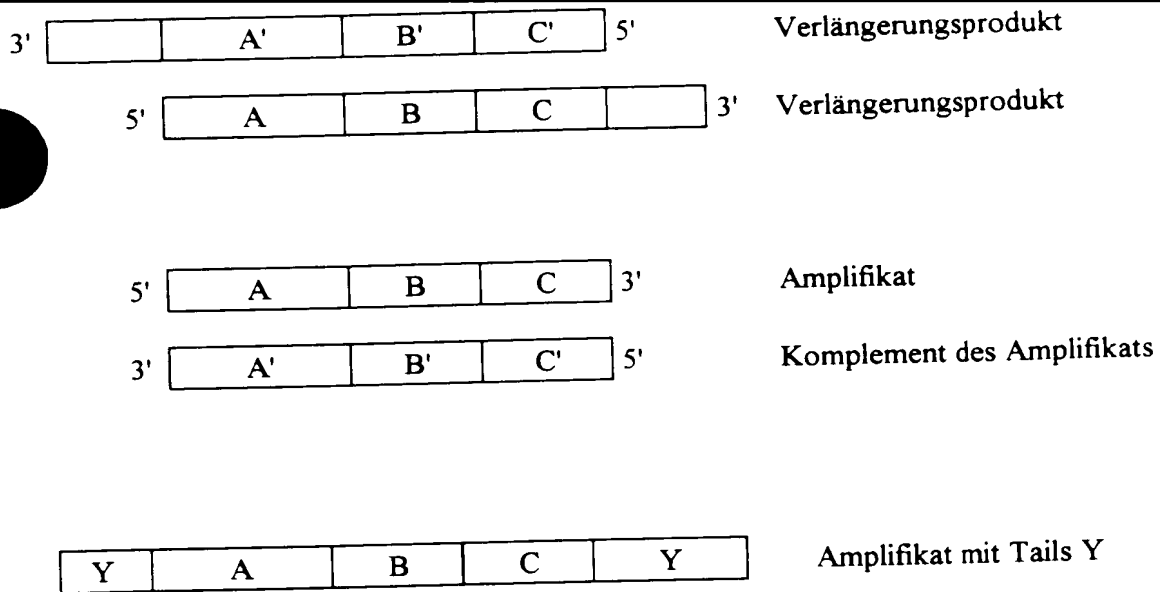 3' A' B' C' 5' Verlängerungsprodukt
5' A B C 3' Verlängerungsprodukt
5' A B C 3' Amplifikat
3' A' B' C' 5' Komplement des Amplifikats
Y A B C Y Amplifikat mit Tails Y